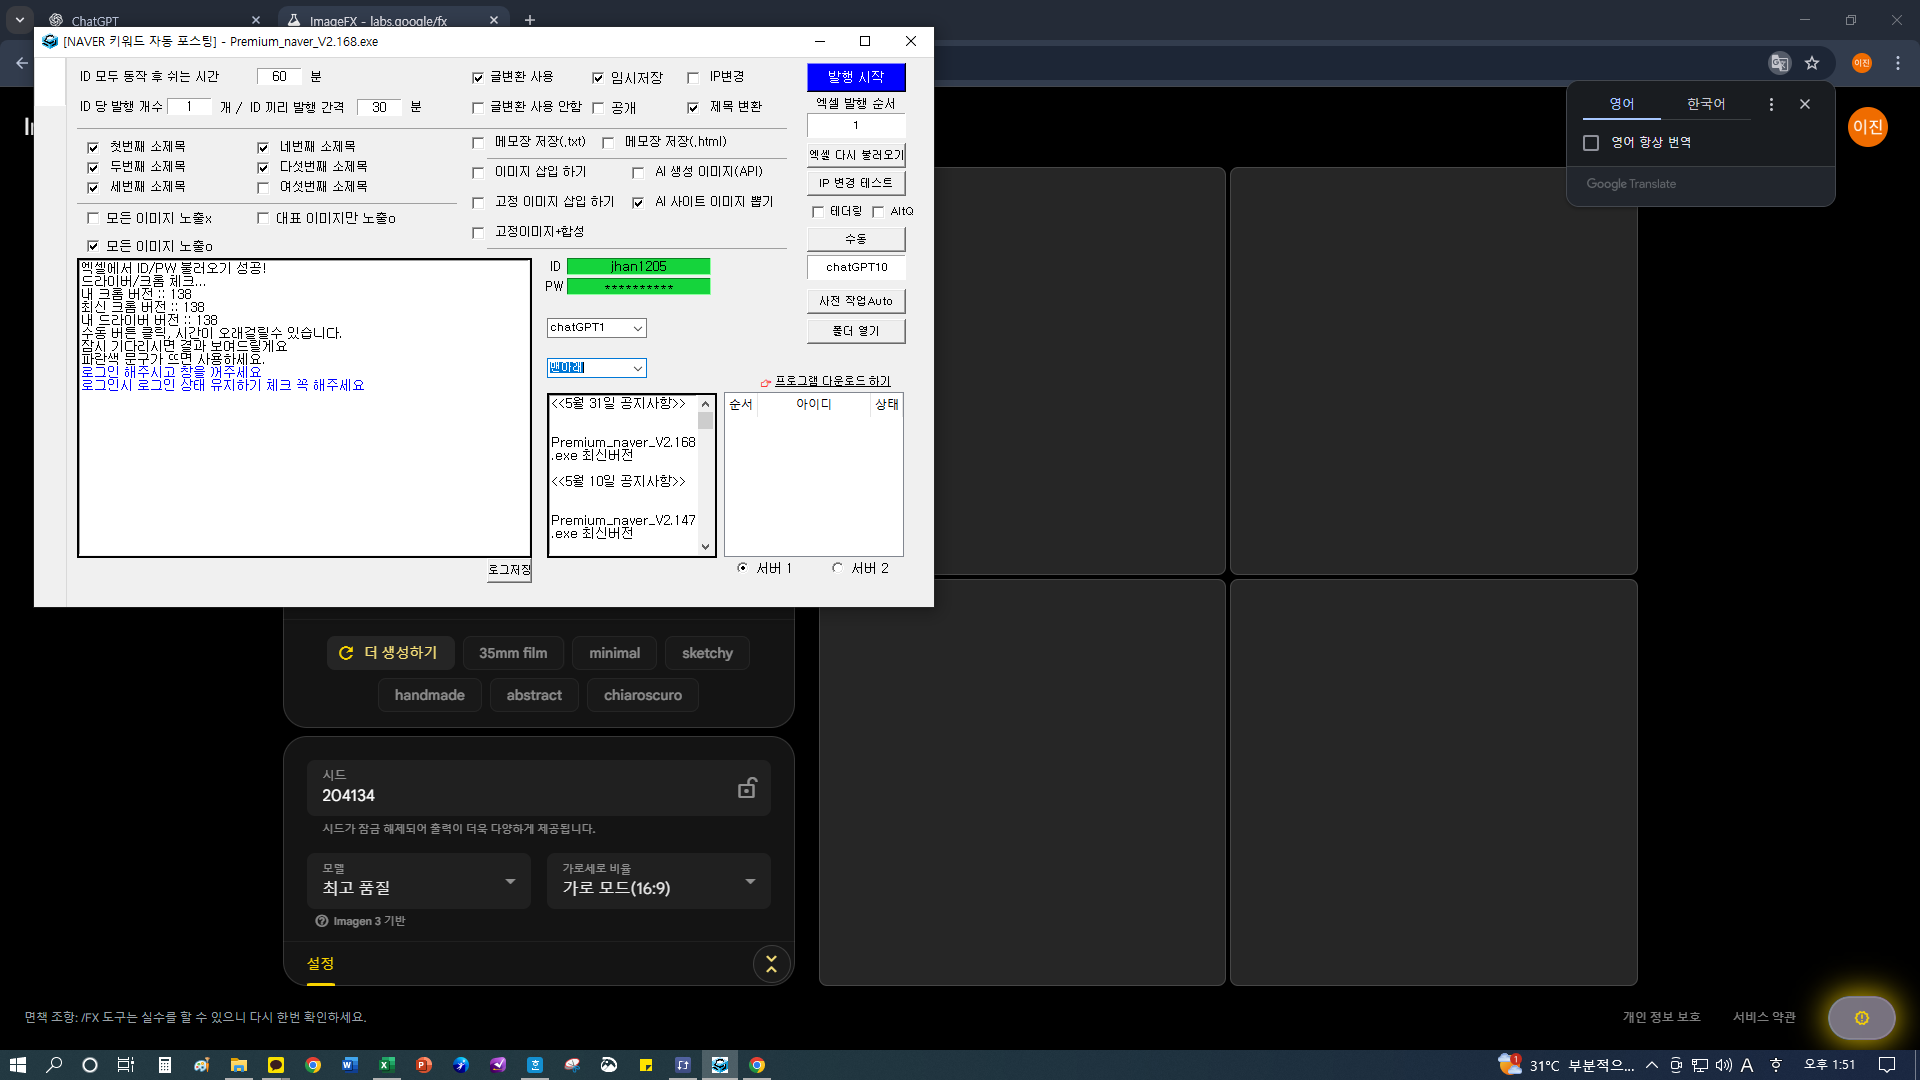 ChatGPT
ImageFX - labs.google/fx
[NAVER 키워드 자동 포스팅] - Premium_naver_V2.168.exe
ID 모두 동작 후 쉬는 시간 60 분
ID 당 발행 개수 1 개 / ID 끼리 발행 간격 30 분
글변환 사용 임시저장 IP변경
글변환 사용 안함 공개 제목 변환
메모장 저장(.txt) 메모장 저장(.html)
첫번째 소제목 네번째 소제목
두번째 소제목 다섯번째 소제목
세번째 소제목 여섯번째 소제목
이미지 삽입 하기 AI 생성 이미지(API)
고정 이미지 삽입 하기 AI 사이트 이미지 뽑기
고정이미지+합성
모든 이미지 노출x 대표 이미지만 노출o
모든 이미지 노출o
발행 시작
엑셀 발행 순서
1
엑셀 다시 불러오기
IP 변경 테스트
테더링 AltQ
수동
chatGPT10
사전 작업Auto
폴더 열기
엑셀에서 ID/PW 불러오기 성공!
드라이버/크롬 체크...
내 크롬 버전 :: 138
최신 크롬 버전 :: 138
내 드라이버 버전 :: 138
수동 버튼 클릭, 시간이 오래걸릴수 있습니다.
잠시 기다리시면 결과 보여드릴게요
파란색 문구가 뜨면 사용하세요.
로그인 해주시고 창을 꺼주세요
로그인시 로그인 상태 유지하기 체크 꼭 해주세요
로그저장
ID jhan1205
PW **********
chatGPT1
맨아래
프로그램 다운로드 하기
<<5월 31일 공지사항>>
Premium_naver_V2.168
.exe 최신버전
<<5월 10일 공지사항>>
Premium_naver_V2.147
.exe 최신버전
순서 아이디 상태
서버 1 서버 2
영어 한국어
영어 항상 번역
Google Translate
이진
이진
더 생성하기 35mm film minimal sketchy
handmade abstract chiaroscuro
시드
204134
시드가 잠금 해제되어 출력이 더욱 다양하게 제공됩니다.
모델
최고 품질
가로세로 비율
가로 모드(16:9)
Imagen 3 기반
설정
면책 조항: /FX 도구는 실수를 할 수 있으니 다시 한번 확인하세요.
개인 정보 보호 서비스 약관
31°C 부분적으... A 한 오후 1:51